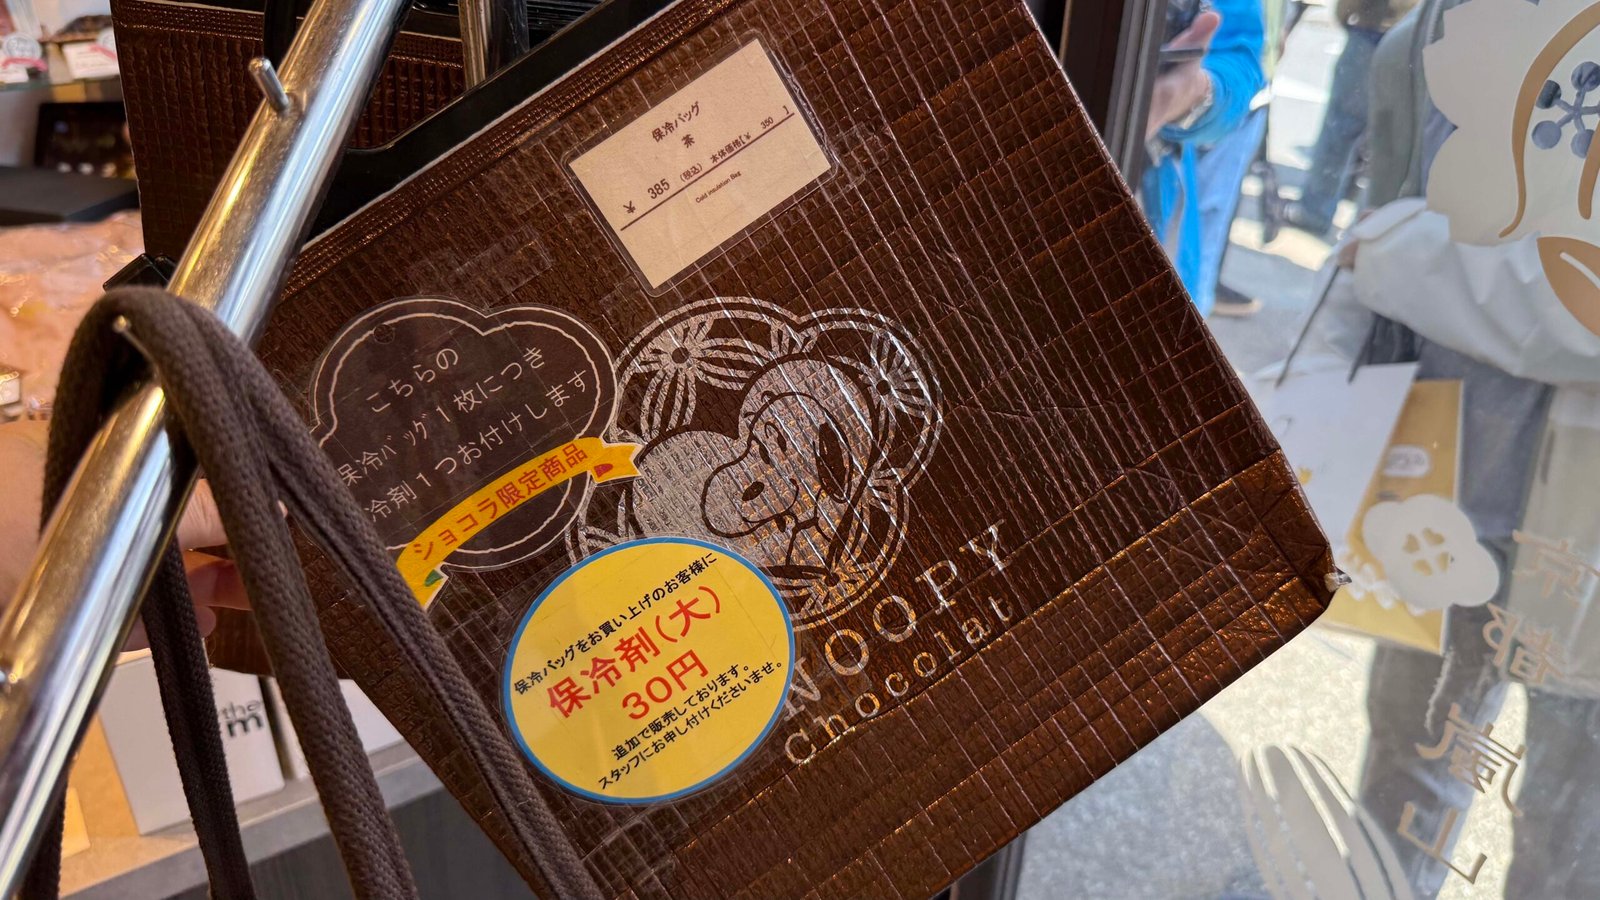 保冷バッグ
茶
¥ 385 (税込) 本体価格[¥ 350 ]
Cold insulation Bag
こちらの
保冷バッグ1枚につき
冷剤1つお付けします
ショコラ限定商品
保冷バッグをお買い上げのお客様に
保冷剤(大)
30円
追加で販売しております。
スタッフにお申し付けくださいませ。
NOOPY
chocolat
the
m
京都
嵐山